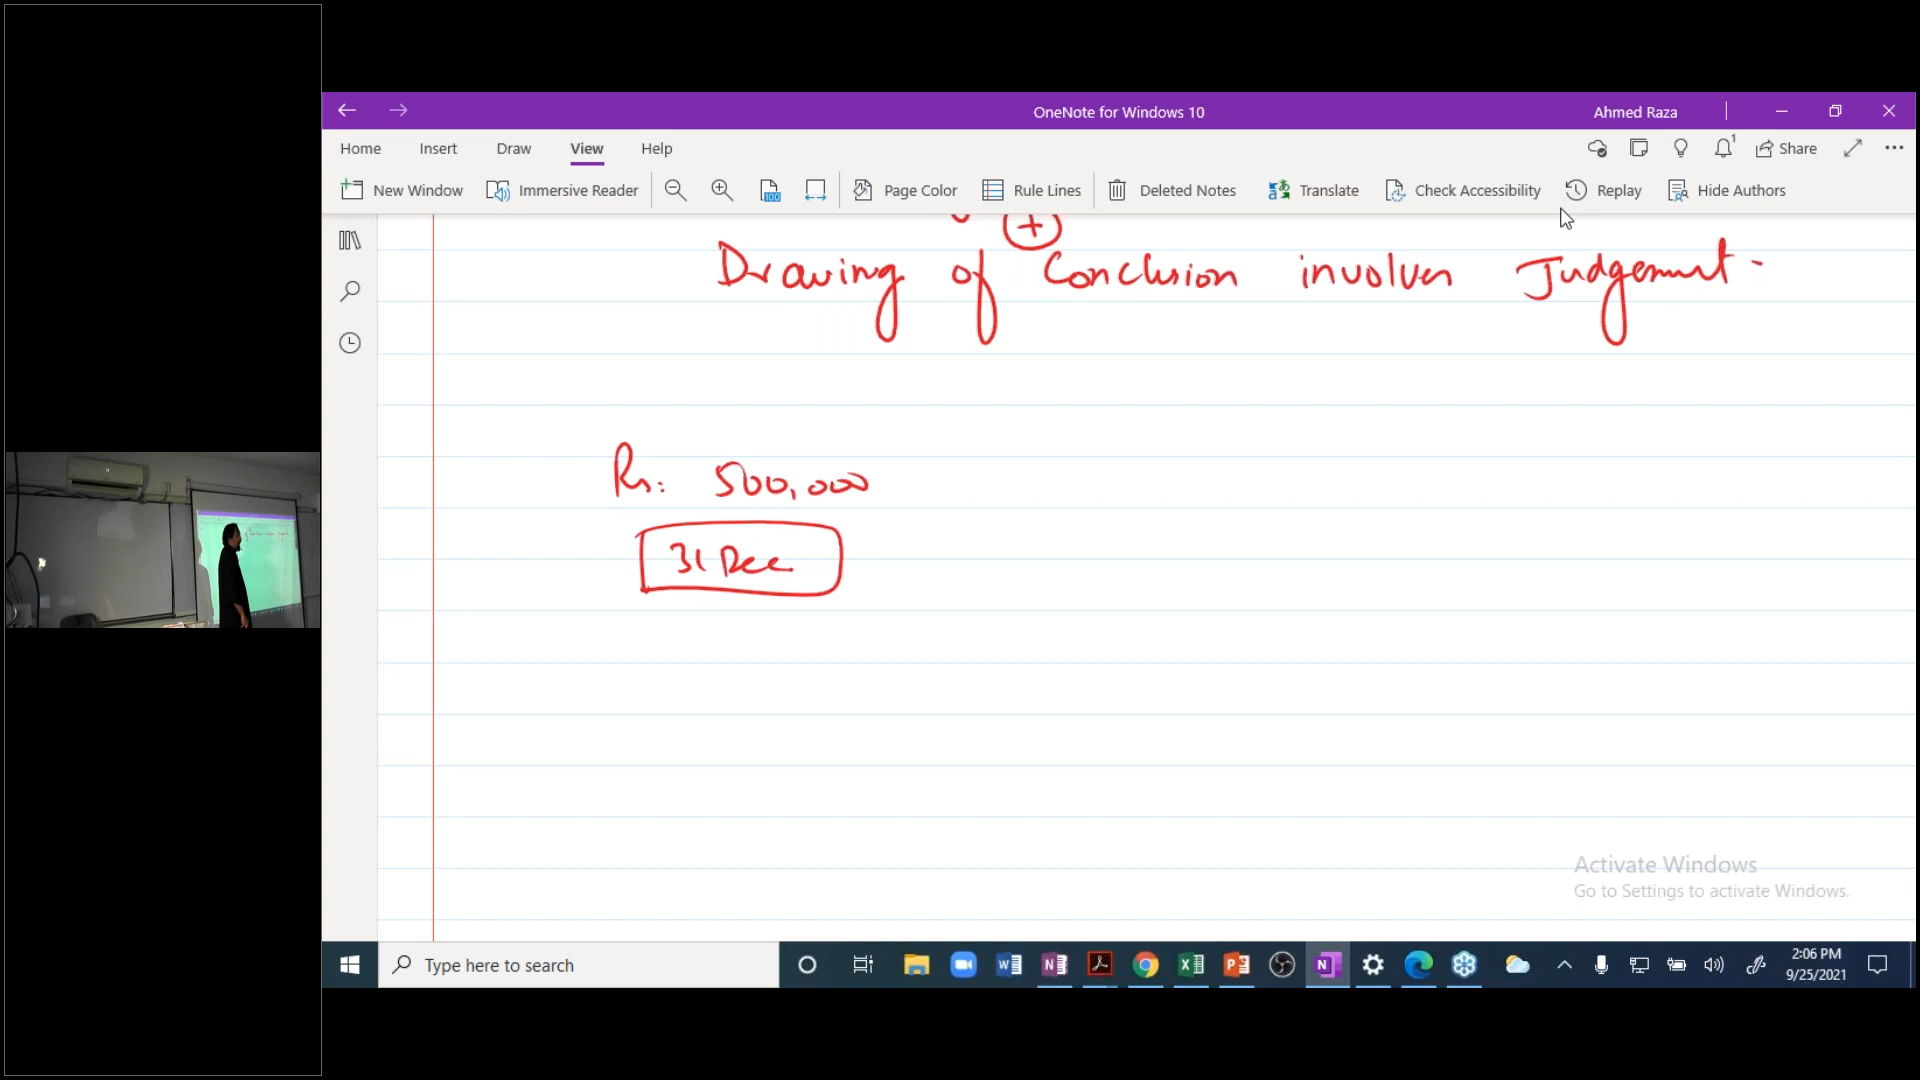 OneNote for Windows 10
Ahmed Raza
Home Insert Draw View Help
1
Share
New Window Immersive Reader 100 Page Color Rule Lines Deleted Notes Translate Check Accessibility Replay Hide Authors
+
Drawing of Conclusion involves Judgement.
Rs. 500,000
31 Dec
Activate Windows
Go to Settings to activate Windows.
Type here to search
2:06 PM
9/25/2021